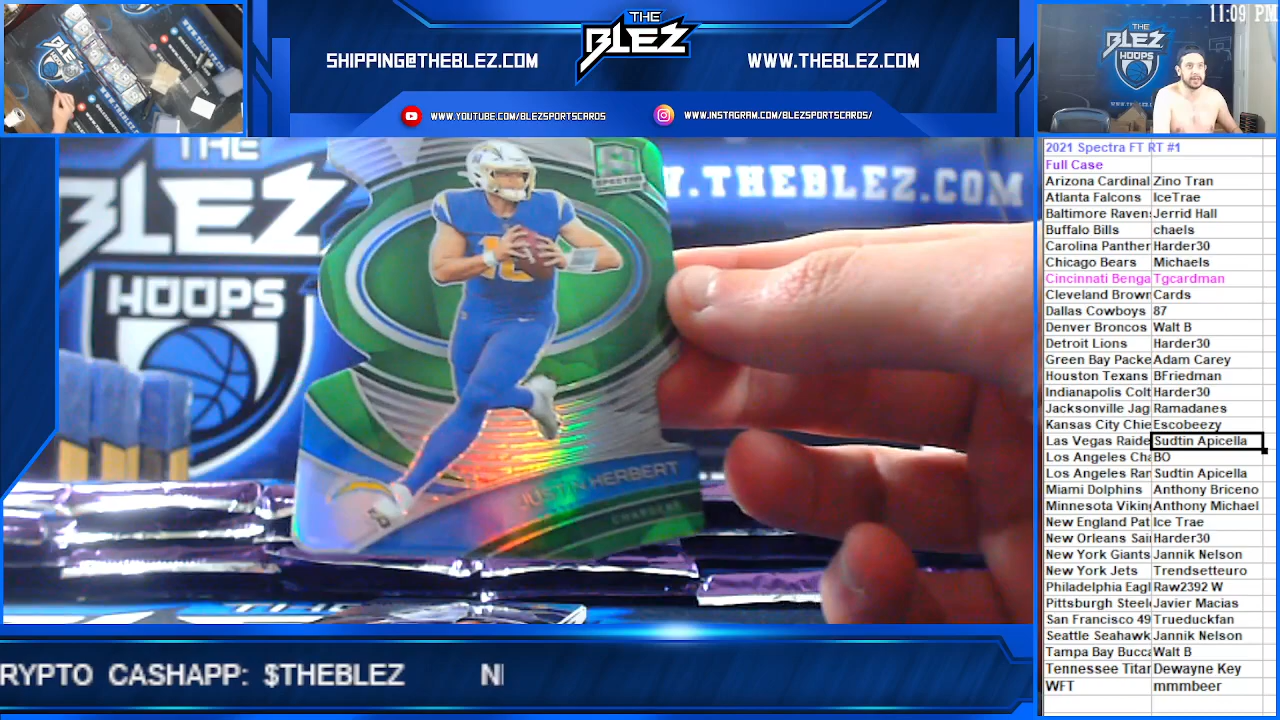 11:09 PM
THE
BLEZ
SHIPPING@THEBLEZ.COM
WWW.THEBLEZ.COM
WWW.YOUTUBE.COM/BLEZSPORTSCARDS
WWW.INSTAGRAM.COM/BLEZSPORTSCARDS/
THE
BLEZ
HOOPS
THE
BLEZ
HOOPS
W.THEBLEZ.COM
SPECTRA
JUSTIN HERBERT
CHARGERS
2021 Spectra FT RT #1
Full Case
Arizona Cardinal Zino Tran
Atlanta Falcons IceTrae
Baltimore Raven Jerrid Hall
Buffalo Bills chaels
Carolina Panther Harder30
Chicago Bears Michaels
Cincinnati Benga Tgcardman
Cleveland Brown Cards
Dallas Cowboys 87
Denver Broncos Walt B
Detroit Lions Harder30
Green Bay Packe Adam Carey
Houston Texans BFriedman
Indianapolis Colt Harder30
Jacksonville Jag Ramadanes
Kansas City Chie Escobeezy
Las Vegas Raide Sudtin Apicella
Los Angeles Cha BO
Los Angeles Ran Sudtin Apicella
Miami Dolphins Anthony Briceno
Minnesota Viking Anthony Michael
New England Pat Ice Trae
New Orleans Sai Harder30
New York Giants Jannik Nelson
New York Jets Trendsetteuro
Philadelphia Eagl Raw2392 W
Pittsburgh Steel Javier Macias
San Francisco 49 Trueduckfan
Seattle Seahawk Jannik Nelson
Tampa Bay Bucca Walt B
Tennessee Titan Dewayne Key
WFT mmmbeer
RYPTO CASHAPP: $THEBLEZ